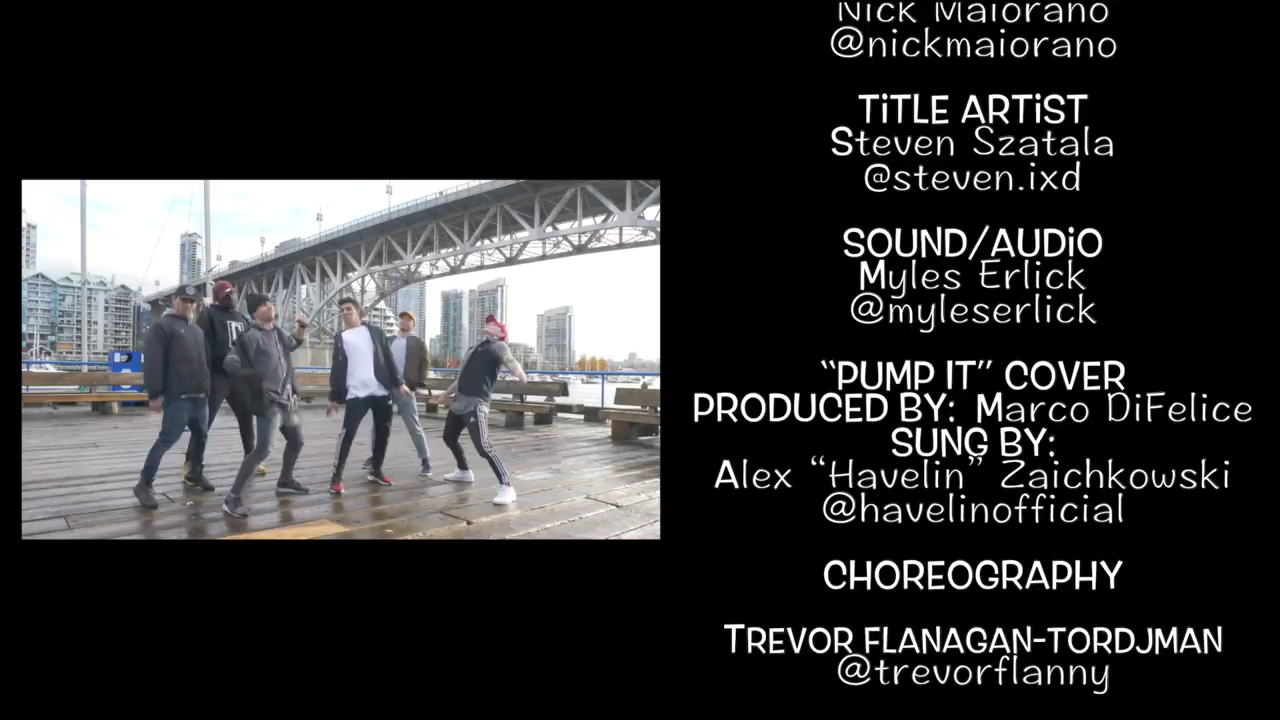 Nick Maiorano
@nickmaiorano
TiTLE ARTiST
Steven Szatala
@steven.ixd
SOUND/AUDiO
Myles Erlick
@myleserlick
“PUMP IT” COVER
PRODUCED BY: Marco DiFelice
SUNG BY:
Alex “Havelin” Zaichkowski
@havelinofficial
CHOREOGRAPHY
TREVOR FLANAGAN-TORDJMAN
@trevorflanny